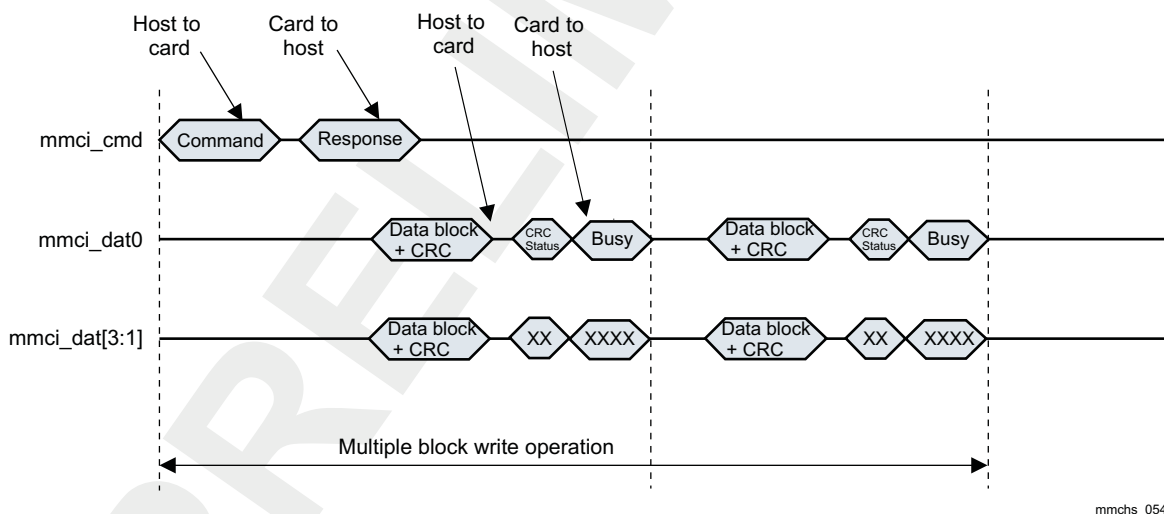 Host to
card
Card to
host
Host to
card
Card to
host
mmci_cmd
Command
Response
mmci_dat0
Data block
+ CRC
CRC
Status
Busy
Data block
+ CRC
CRC
Status
Busy
mmci_dat[3:1]
Data block
+ CRC
XX
XXXX
Data block
+ CRC
XX
XXXX
Multiple block write operation
mmchs_054
PRELIM